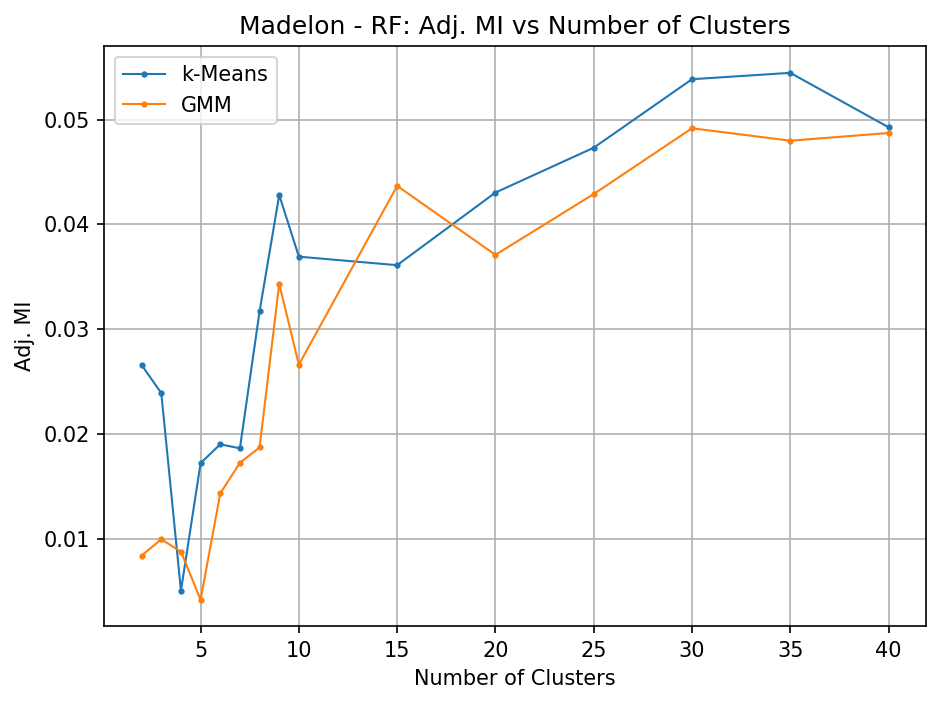 Madelon - RF: Adj. MI vs Number of Clusters
k-Means
GMM
0.05
0.04
0.03
0.02
0.01
Adj. MI
5 10 15 20 25 30 35 40
Number of Clusters